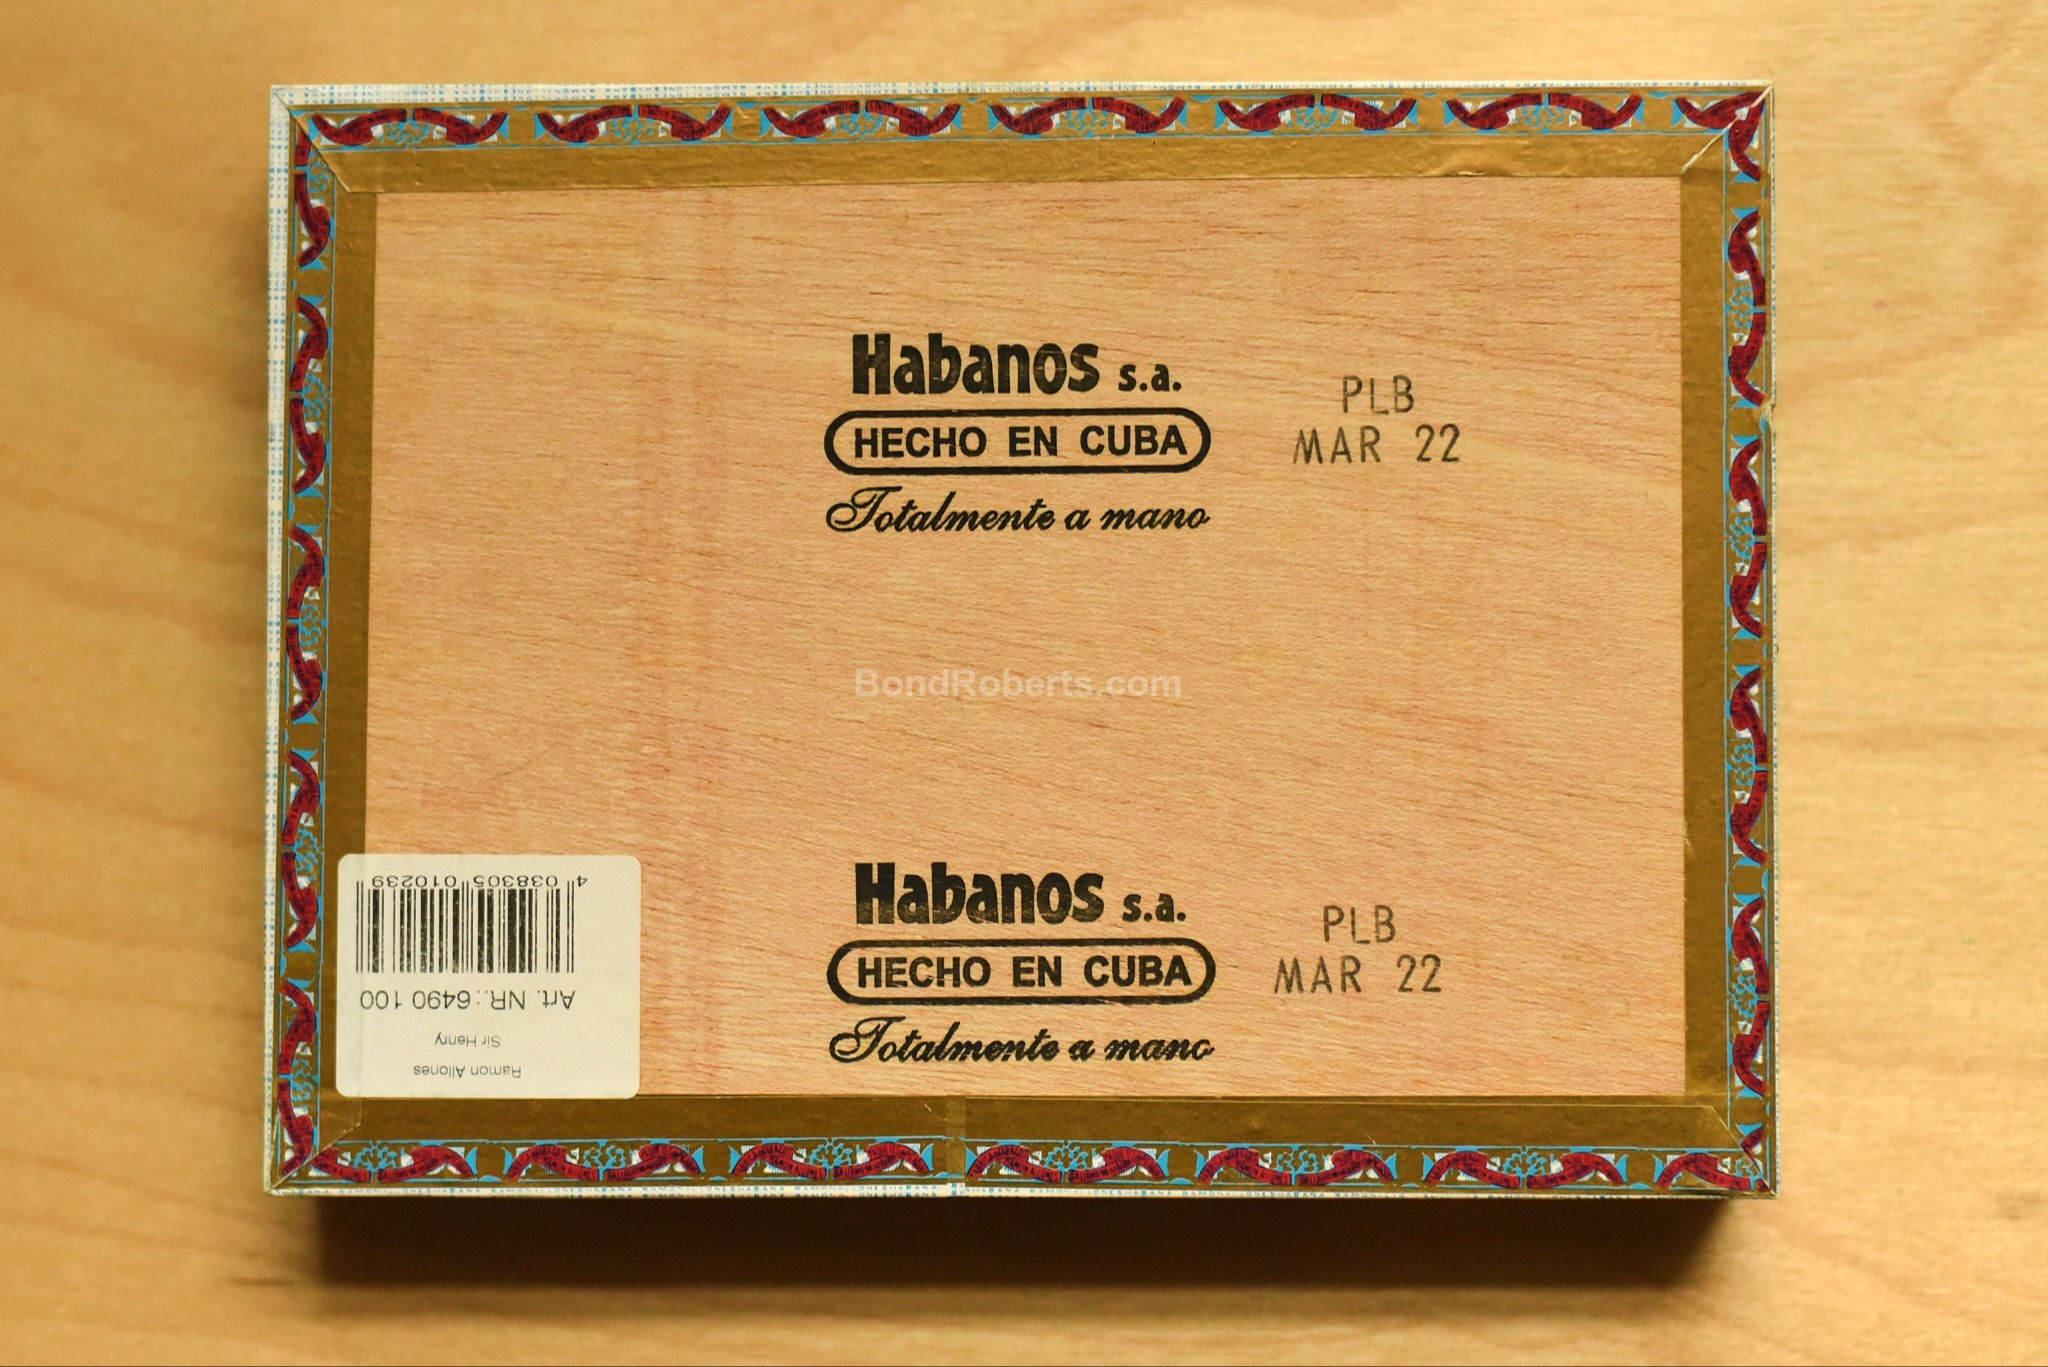 Habanos s.a.
HECHO EN CUBA
Totalmente a mano
PLB
MAR 22
BondRoberts.com
Habanos s.a.
HECHO EN CUBA
Totalmente a mano
PLB
MAR 22
Ramon Allones
Sir Henry
Art. NR.: 6490 100
4 038305 010239